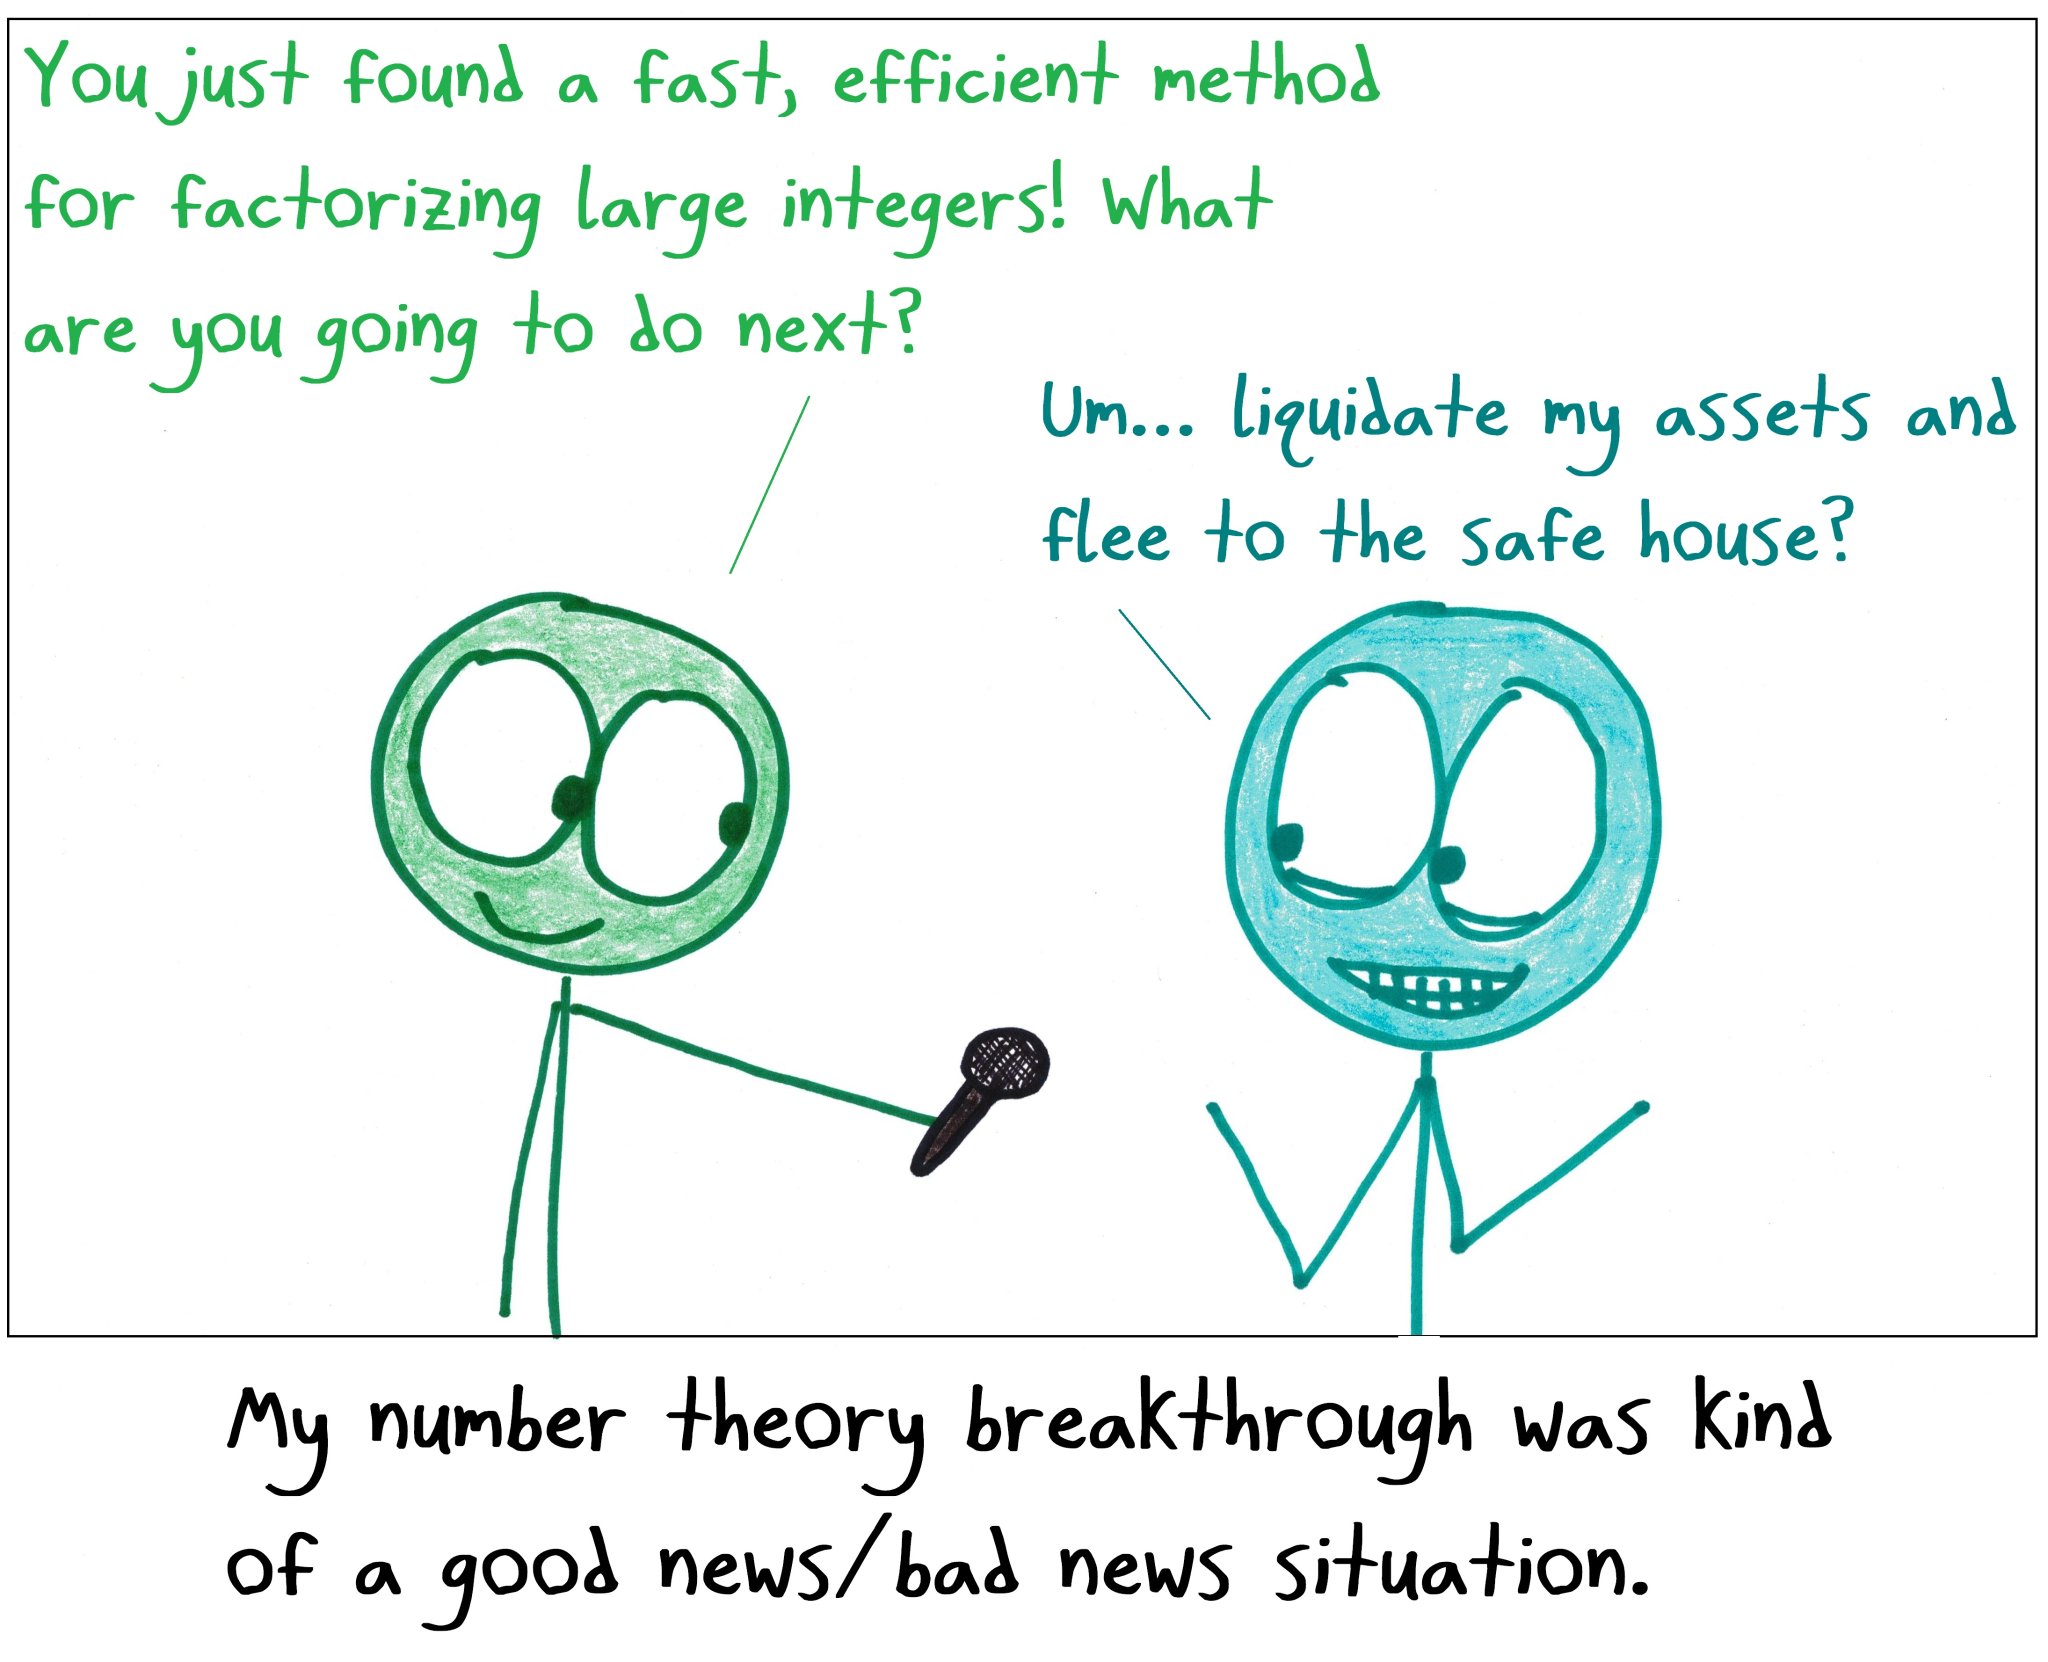 You just found a fast, efficient method
for factorizing large integers! What
are you going to do next?
Um... liquidate my assets and
flee to the safe house?
My number theory breakthrough was kind
of a good news/bad news situation.